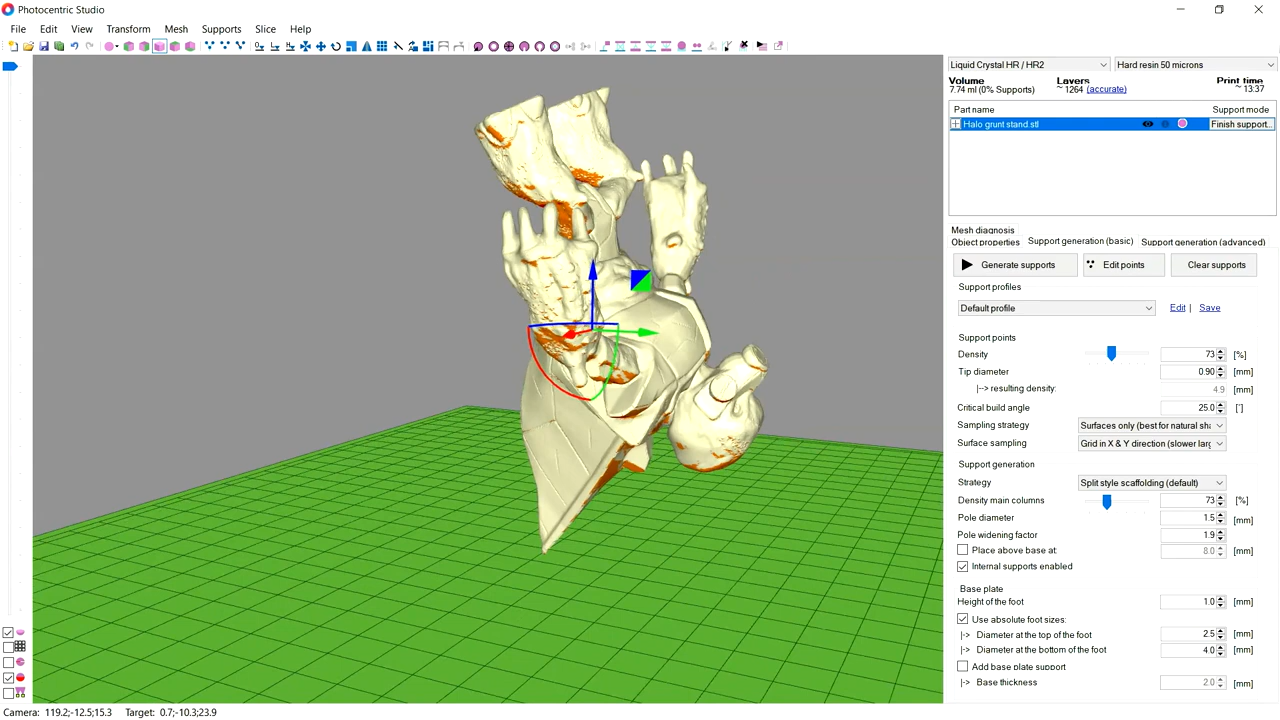 Photocentric Studio
File Edit View Transform Mesh Supports Slice Help
Liquid Crystal HR / HR2 Hard resin 50 microns
Volume Layers Print time
7.74 ml (0% Supports) ~ 1264 (accurate) ~ 13:37
Part name Support mode
Halo grunt stand.stl Finish support...
Mesh diagnosis
Object properties Support generation (basic) Support generation (advanced)
Generate supports Edit points Clear supports
Support profiles
Default profile Edit | Save
Support points
Density 73 [%]
Tip diameter 0.90 [mm]
|--> resulting density: 4.9 [mm]
Critical build angle 25.0 [°]
Sampling strategy Surfaces only (best for natural sha
Surface sampling Grid in X & Y direction (slower larg
Support generation
Strategy Split style scaffolding (default)
Density main columns 73 [%]
Pole diameter 1.5 [mm]
Pole widening factor 1.9
Place above base at: 8.0 [mm]
Internal supports enabled
Base plate
Height of the foot 1.0 [mm]
Use absolute foot sizes:
|-> Diameter at the top of the foot 2.5 [mm]
|-> Diameter at the bottom of the foot 4.0 [mm]
Add base plate support
|-> Base thickness 2.0 [mm]
Camera: 119.2;-12.5;15.3 Target: 0.7;-10.3;23.9